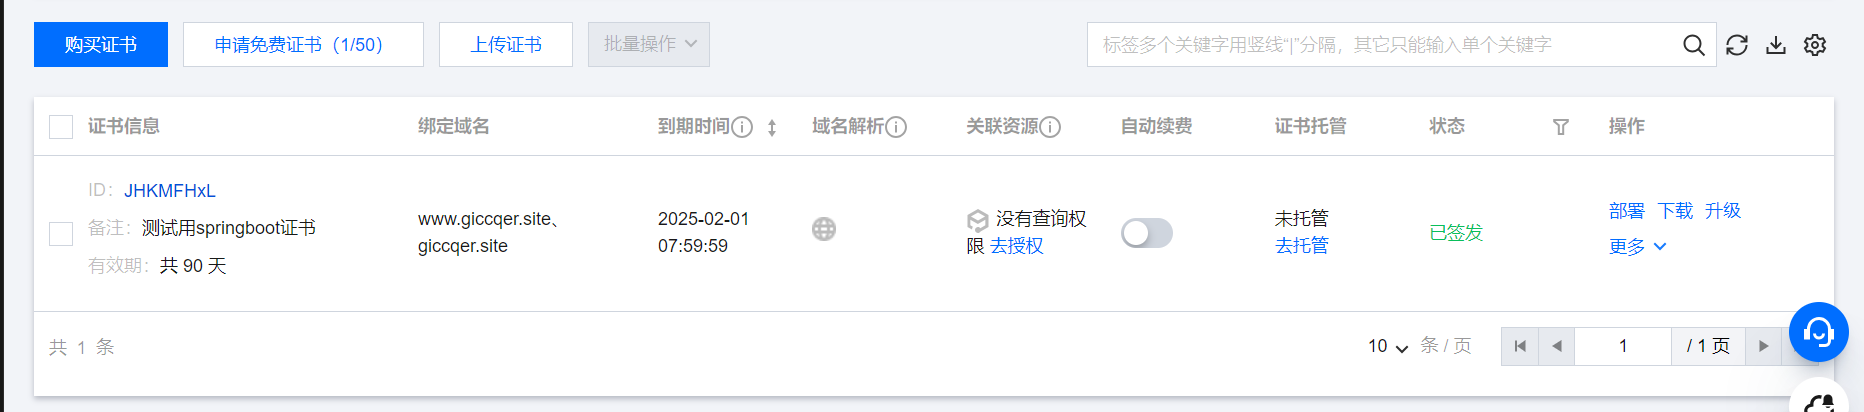 购买证书 申请免费证书（1/50） 上传证书 批量操作 标签多个关键字用竖线“|”分隔，其它只能输入单个关键字
证书信息 绑定域名 到期时间 域名解析 关联资源 自动续费 证书托管 状态 操作
ID： JHKMFHxL
备注：测试用springboot证书
有效期：共 90 天
www.giccqer.site、
giccqer.site
2025-02-01
07:59:59
没有查询权
限 去授权
未托管
去托管
已签发
部署 下载 升级
更多
共 1 条 10 条 / 页 1 / 1 页